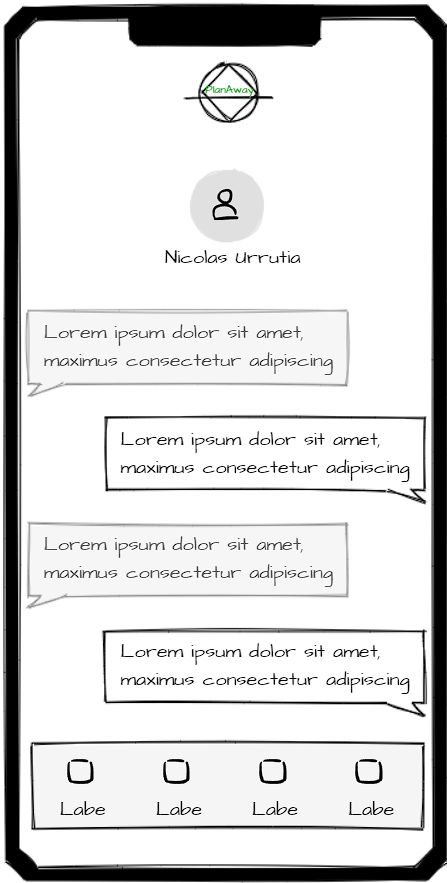 PlanAway
Nicolas Urrutia
Lorem ipsum dolor sit amet,
maximus consectetur adipiscing
Lorem ipsum dolor sit amet,
maximus consectetur adipiscing
Lorem ipsum dolor sit amet,
maximus consectetur adipiscing
Lorem ipsum dolor sit amet,
maximus consectetur adipiscing
Labe Labe Labe Labe